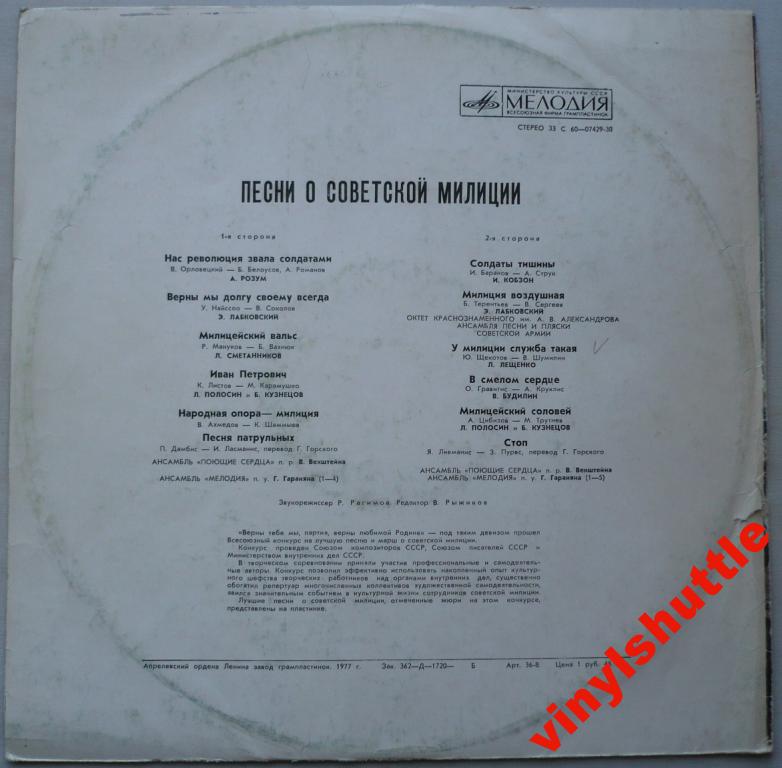 МИНИСТЕРСТВО КУЛЬТУРЫ СССР
МЕЛОДИЯ
ВСЕСОЮЗНАЯ ФИРМА ГРАМПЛАСТИНОК
СТЕРЕО 33 С 60—07429-30
ПЕСНИ О СОВЕТСКОЙ МИЛИЦИИ
1-я сторона
Нас революция звала солдатами
В. Орловецкий — Б. Белоусов, А. Романов
А. РОЗУМ
Верны мы долгу своему всегда
У. Найссоо — В. Соколов
Э. ЛАБКОВСКИЙ
Милицейский вальс
Р. Мануков — Б. Вахнюк
Л. СМЕТАННИКОВ
Иван Петрович
К. Листов — М. Карамушко
Л. ПОЛОСИН и Б. КУЗНЕЦОВ
Народная опора — милиция
В. Ахмедов — К. Шаммыев
Песня патрульных
П. Дамбис — И. Ласманис, перевод Г. Горского
АНСАМБЛЬ «ПОЮЩИЕ СЕРДЦА» п. р. В. Векштейна
АНСАМБЛЬ «МЕЛОДИЯ» п. у. Г. Гараняна (1—4)
2-я сторона
Солдаты тишины
И. Беранов — А. Струк
И. КОБЗОН
Милиция воздушная
Б. Терентьев — В. Сергеев
Э. ЛАБКОВСКИЙ
ОКТЕТ КРАСНОЗНАМЕННОГО им. А. В. АЛЕКСАНДРОВА
АНСАМБЛЯ ПЕСНИ И ПЛЯСКИ
СОВЕТСКОЙ АРМИИ
У милиции служба такая
Ю. Щекотов — В. Шумилин
Л. ЛЕЩЕНКО
В смелом сердце
О. Гравитис — А. Круклис
В. БУДИЛИН
Милицейский соловей
А. Цибизов — М. Трутнев
Л. ПОЛОСИН и Б. КУЗНЕЦОВ
Стоп
Я. Лиеманис — З. Пурвс, перевод Г. Горского
АНСАМБЛЬ «ПОЮЩИЕ СЕРДЦА» п. р. В. Векштейна
АНСАМБЛЬ «МЕЛОДИЯ» п. у. Г. Гараняна (1—5)
Звукорежиссер Р. Рагимов Редактор В. Рыжиков
«Верны тебе мы, партия, верны любимой Родине» — под таким девизом прошел
Всесоюзный конкурс на лучшую песню и марш о советской милиции.
Конкурс проведен Союзом композиторов СССР, Союзом писателей СССР и
Министерством внутренних дел СССР.
В творческом соревновании приняли участие профессиональные и самодеятель-
ные авторы. Конкурс позволил эффективно использовать накопленный опыт культур-
ного шефства творческих работников над органами внутренних дел, существенно
обогатил репертуар многочисленных коллективов художественной самодеятельности,
явился значительным событием в культурной жизни сотрудников советской милиции.
Лучшие песни о советской милиции, отмеченные жюри на этом конкурсе,
представлены на пластинке.
Апрелевский ордена Ленина завод грампластинок. 1977 г. Зак. 362—Д—1720— Б Арт. 36-8 Цена 1 руб. 45
vinylshuttle